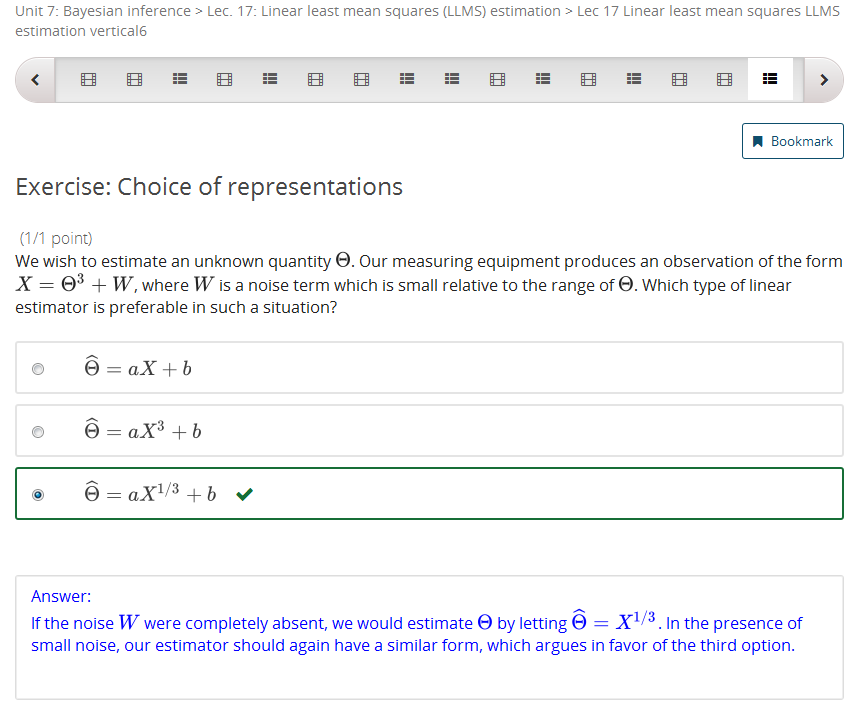 Unit 7: Bayesian inference > Lec. 17: Linear least mean squares (LLMS) estimation > Lec 17 Linear least mean squares LLMS
estimation vertical6
Bookmark
Exercise: Choice of representations
(1/1 point)
We wish to estimate an unknown quantity Θ. Our measuring equipment produces an observation of the form
X = Θ³ + W, where W is a noise term which is small relative to the range of Θ. Which type of linear
estimator is preferable in such a situation?
Θ̂ = aX + b
Θ̂ = aX³ + b
Θ̂ = aX^{1/3} + b
Answer:
If the noise W were completely absent, we would estimate Θ by letting Θ̂ = X^{1/3}. In the presence of
small noise, our estimator should again have a similar form, which argues in favor of the third option.